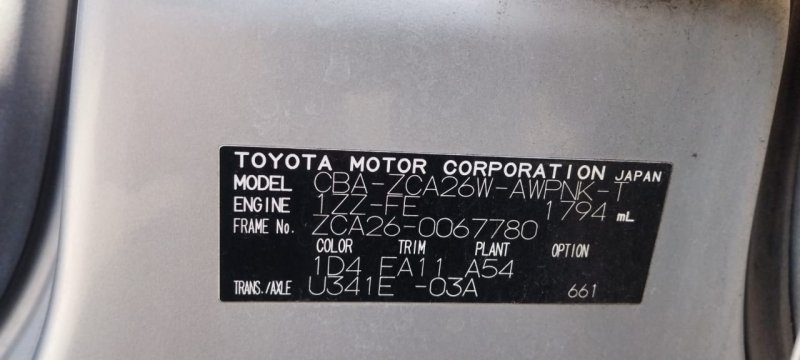 TOYOTA MOTOR CORPORATION JAPAN
MODEL CBA-ZCA26W-AWPNK-T
ENGINE 1ZZ-FE 1794 mL
FRAME No. ZCA26-0067780
COLOR TRIM PLANT OPTION
1D4 EA11 A54
TRANS./AXLE U341E -03A 661